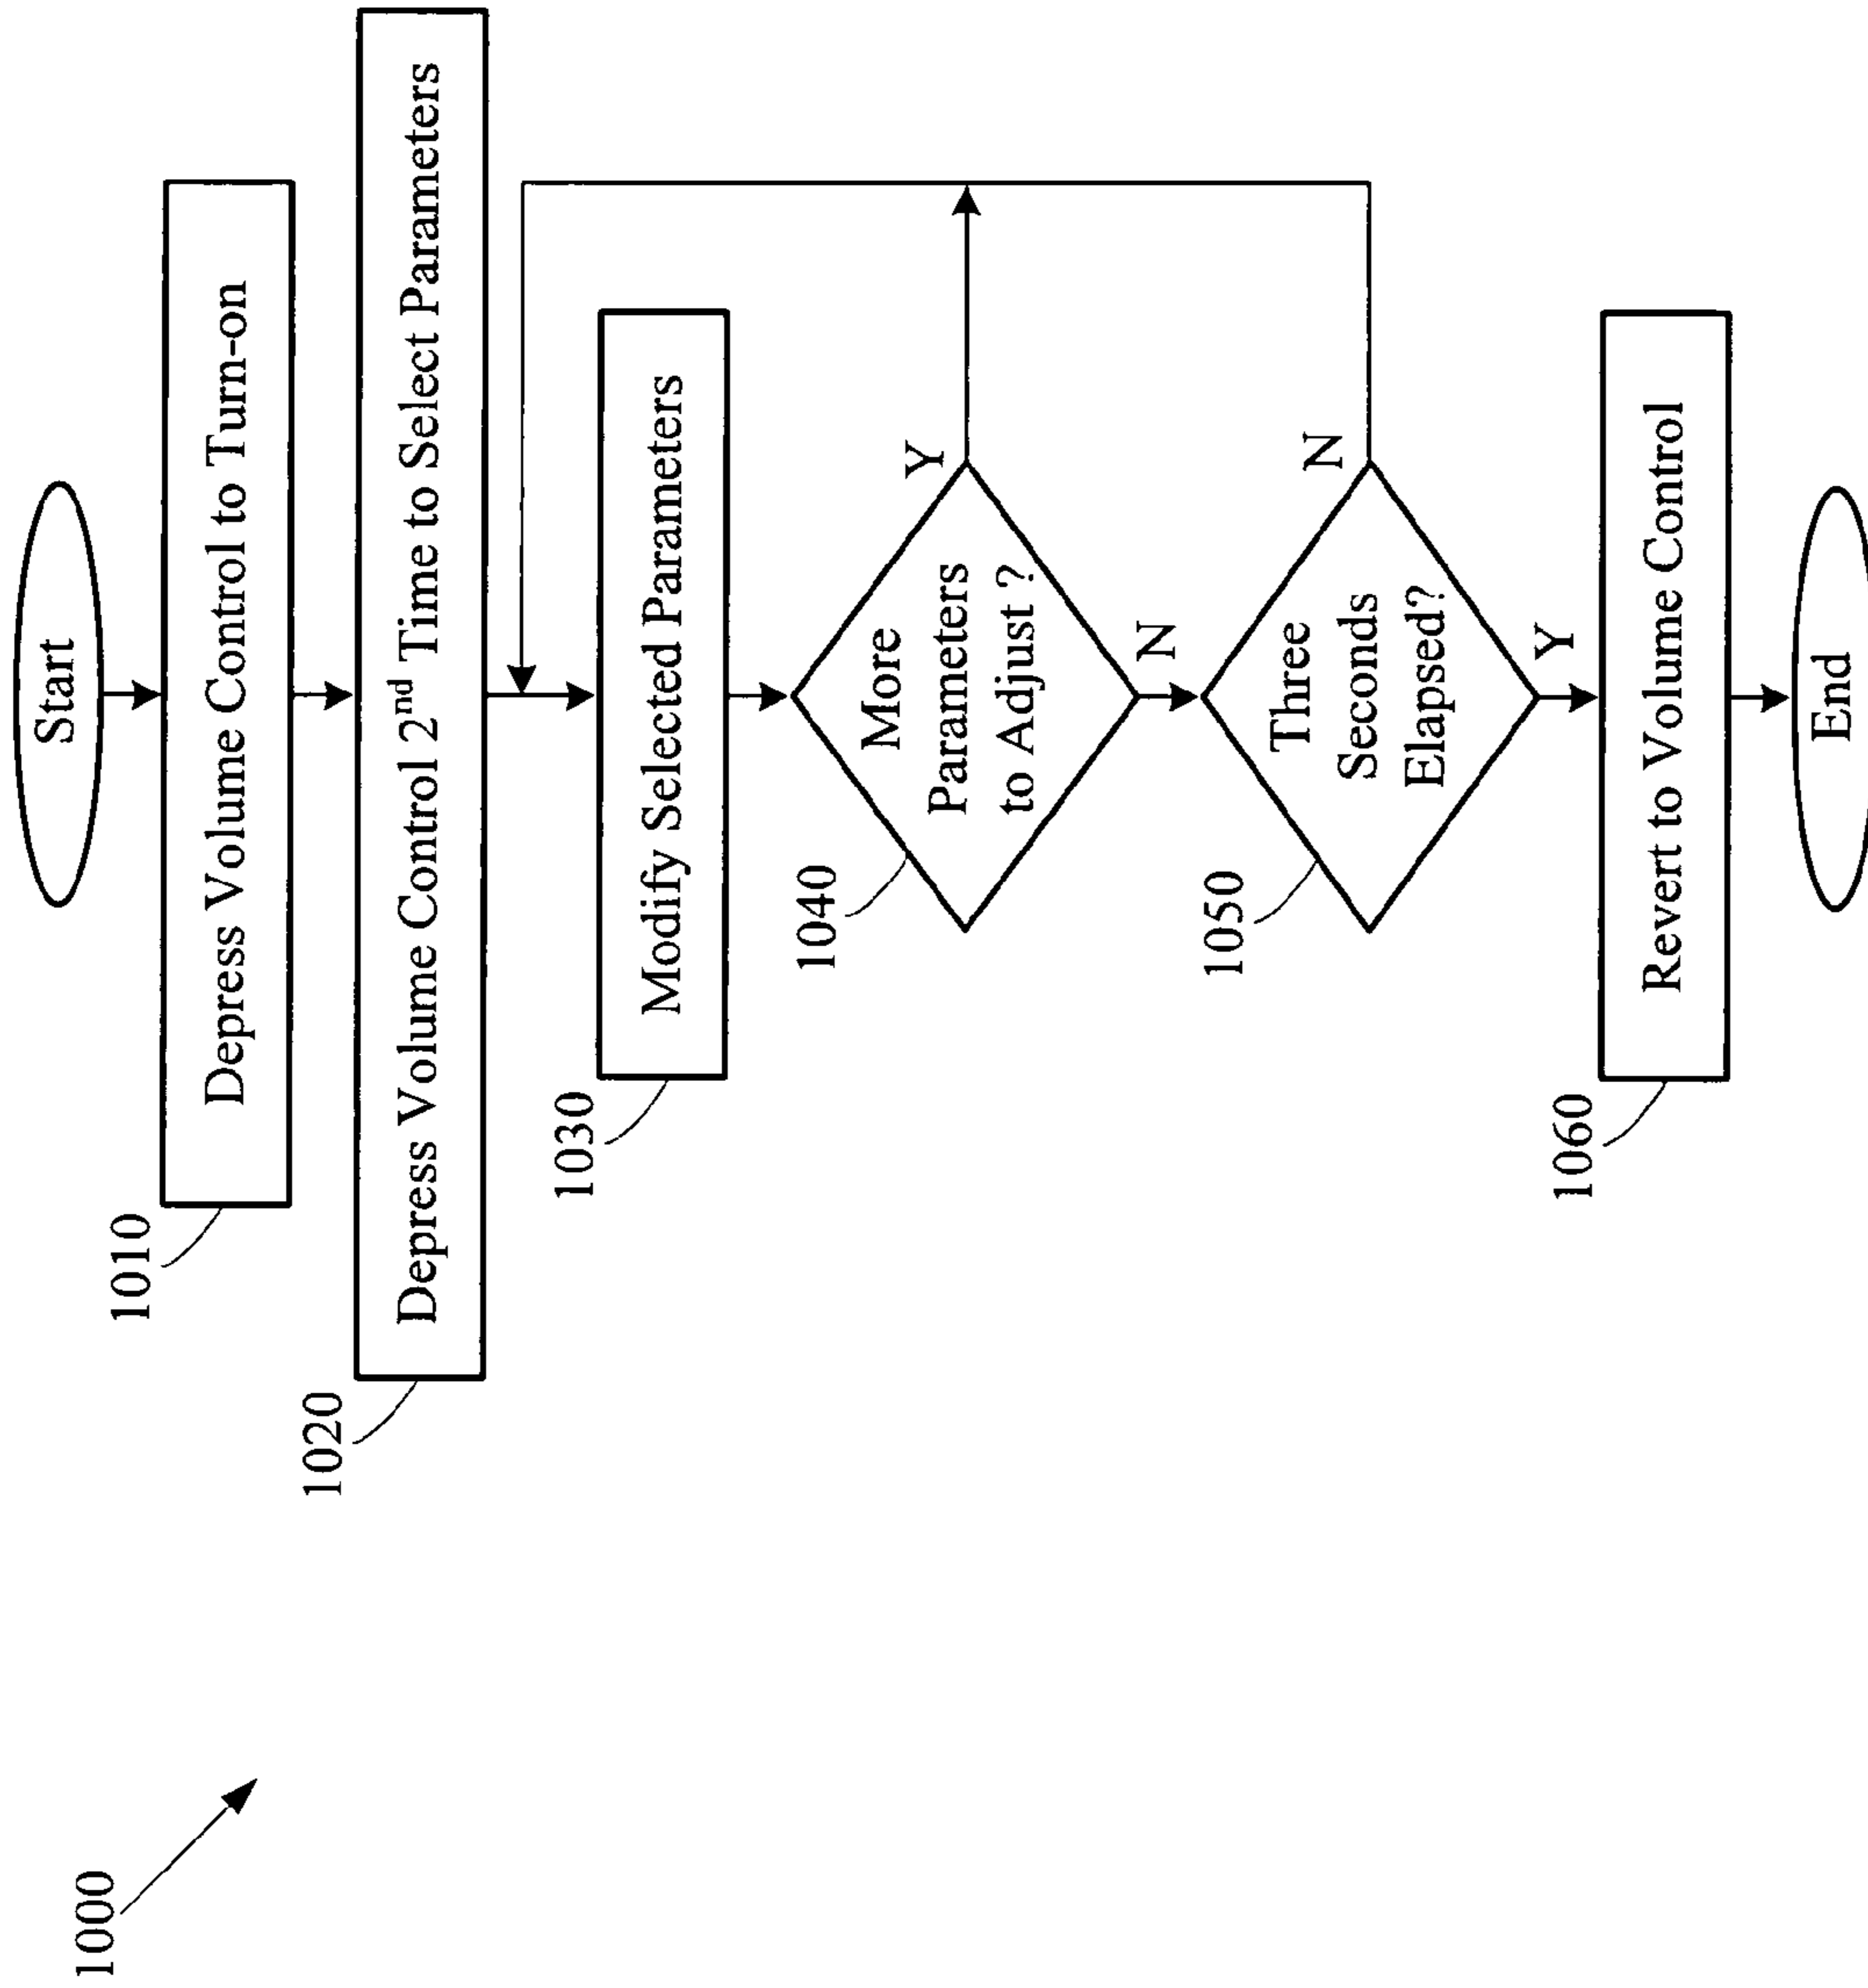 1000
Start
1010
Depress Volume Control to Turn-on
1020
Depress Volume Control 2nd Time to Select Parameters
1030
Modify Selected Parameters
1040
More
Parameters
to Adjust ?
Y
N
1050
Three
Seconds
Elapsed?
N
Y
1060
Revert to Volume Control
End